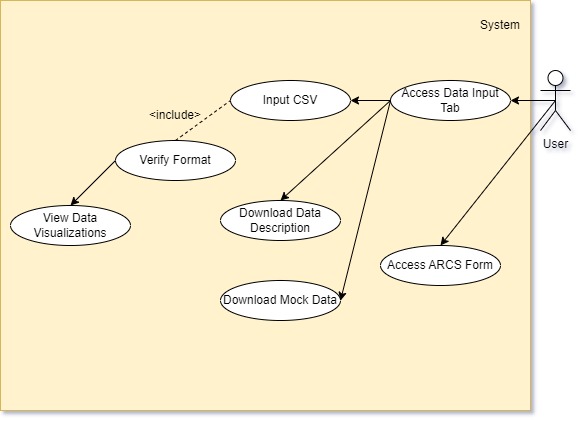 System
Access Data Input
Tab
Input CSV
<include>
User
Verify Format
View Data
Visualizations
Download Data
Description
Access ARCS Form
Download Mock Data